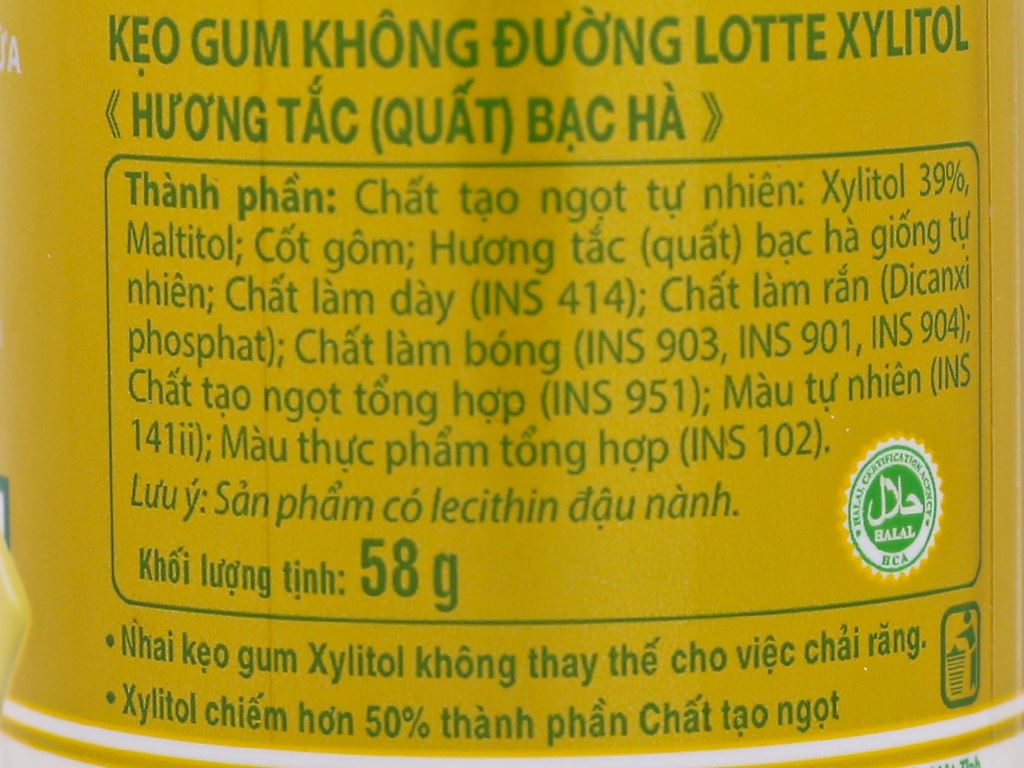 KẸO GUM KHÔNG ĐƯỜNG LOTTE XYLITOL
《 HƯƠNG TẮC (QUẤT) BẠC HÀ 》
Thành phần: Chất tạo ngọt tự nhiên: Xylitol 39%,
Maltitol; Cốt gôm; Hương tắc (quất) bạc hà giống tự
nhiên; Chất làm dày (INS 414); Chất làm rắn (Dicanxi
phosphat); Chất làm bóng (INS 903, INS 901, INS 904);
Chất tạo ngọt tổng hợp (INS 951); Màu tự nhiên (INS
141ii); Màu thực phẩm tổng hợp (INS 102).
Lưu ý: Sản phẩm có lecithin đậu nành.
Khối lượng tịnh: 58 g
HALAL CERTIFICATION AGENCY
حلال
HALAL
HCA
• Nhai kẹo gum Xylitol không thay thế cho việc chải răng.
• Xylitol chiếm hơn 50% thành phần Chất tạo ngọt